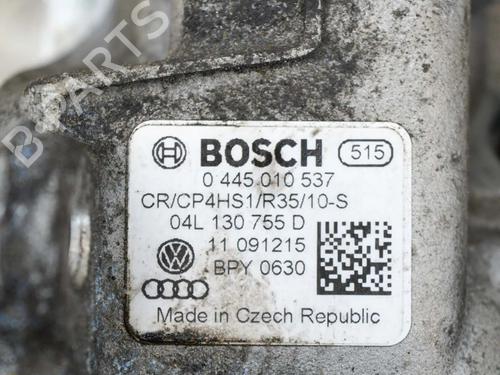 B-PARTS
BOSCH 515
0 445 010 537
CR/CP4HS1/R35/10-S
04L 130 755 D
11 091215
BPY 0630
Made in Czech Republic